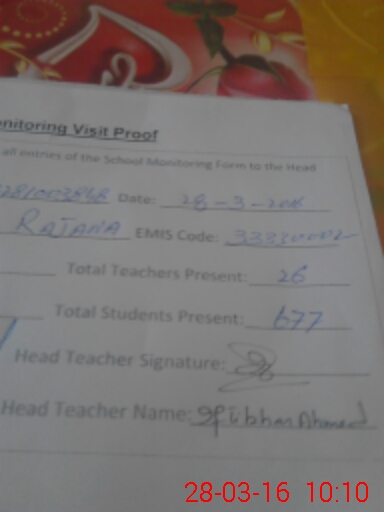 nitoring Visit Proof
all entries of the School Monitoring Form to the Head
Date: 28-3-2016
RAJANA EMIS Code:
Total Teachers Present: 26
Total Students Present: 677
Head Teacher Signature:
Head Teacher Name: Ahmed
28-03-16 10:10